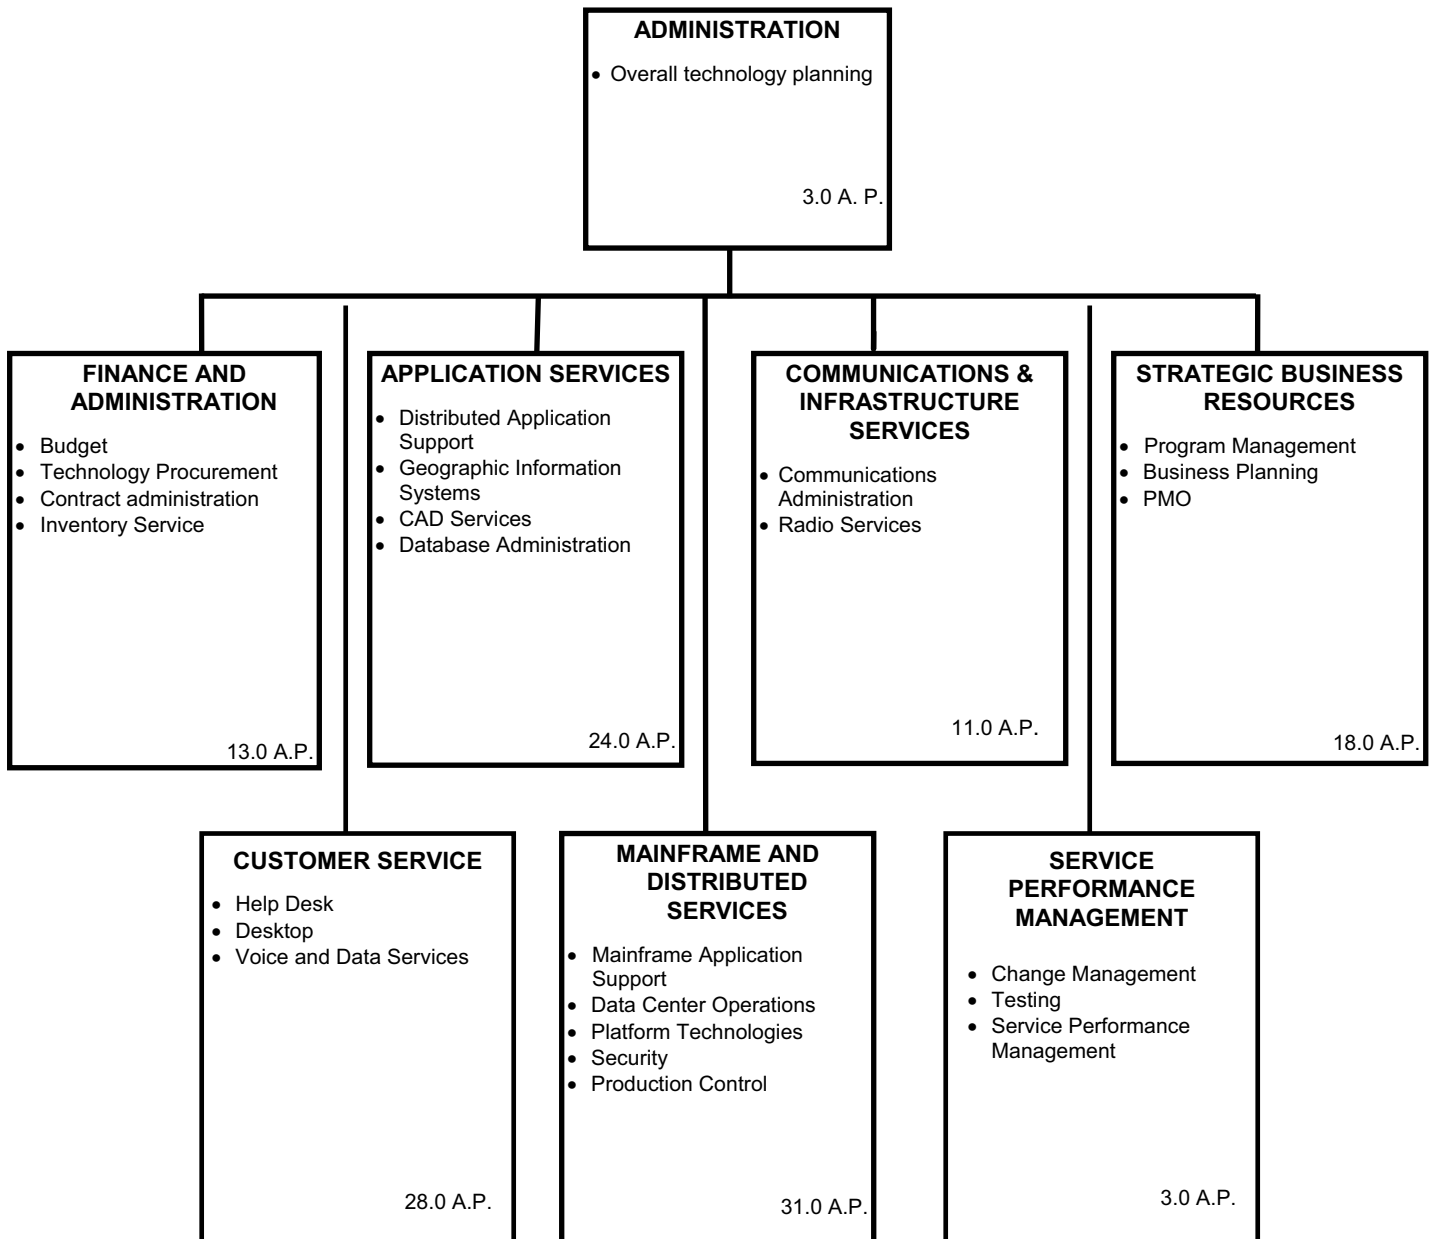 ADMINISTRATION
• Overall technology planning
3.0 A. P.
FINANCE AND
ADMINISTRATION
• Budget
• Technology Procurement
• Contract administration
• Inventory Service
13.0 A.P.
APPLICATION SERVICES
• Distributed Application
Support
• Geographic Information
Systems
• CAD Services
• Database Administration
24.0 A.P.
COMMUNICATIONS &
INFRASTRUCTURE
SERVICES
• Communications
Administration
• Radio Services
11.0 A.P.
STRATEGIC BUSINESS
RESOURCES
• Program Management
• Business Planning
• PMO
18.0 A.P.
CUSTOMER SERVICE
• Help Desk
• Desktop
• Voice and Data Services
28.0 A.P.
MAINFRAME AND
DISTRIBUTED
SERVICES
• Mainframe Application
Support
• Data Center Operations
• Platform Technologies
• Security
• Production Control
31.0 A.P.
SERVICE
PERFORMANCE
MANAGEMENT
• Change Management
• Testing
• Service Performance
Management
3.0 A.P.